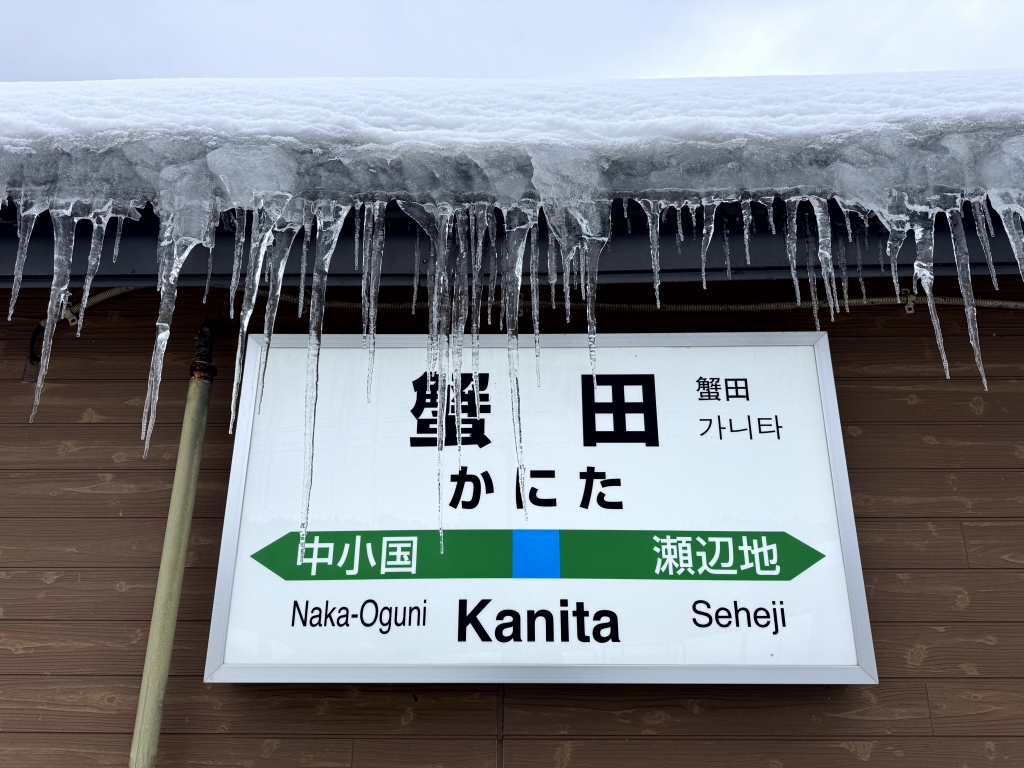 蟹田
蟹田
가니타
かにた
中小国 瀬辺地
Naka-Oguni Kanita Seheji